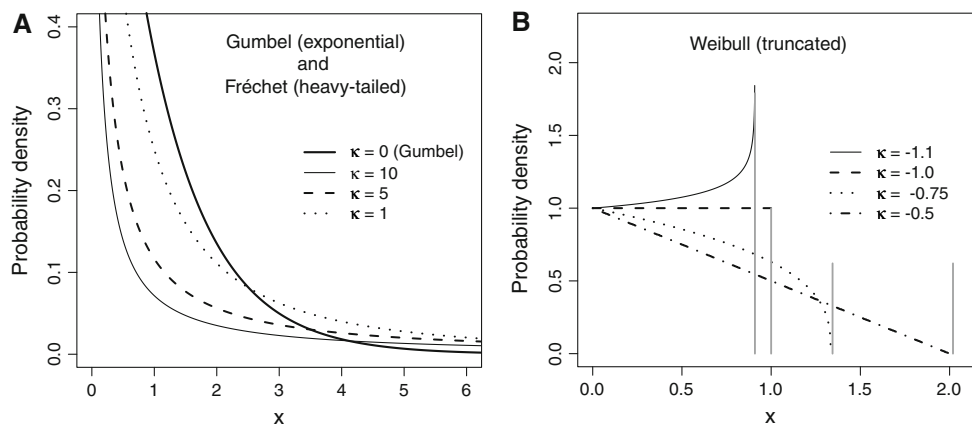 A
Gumbel (exponential)
and
Fréchet (heavy-tailed)
κ = 0 (Gumbel)
κ = 10
κ = 5
κ = 1
Probability density
0.0
0.1
0.2
0.3
0.4
0 1 2 3 4 5 6
x
B
Weibull (truncated)
κ = -1.1
κ = -1.0
κ = -0.75
κ = -0.5
Probability density
0.0
0.5
1.0
1.5
2.0
0.0 0.5 1.0 1.5 2.0
x